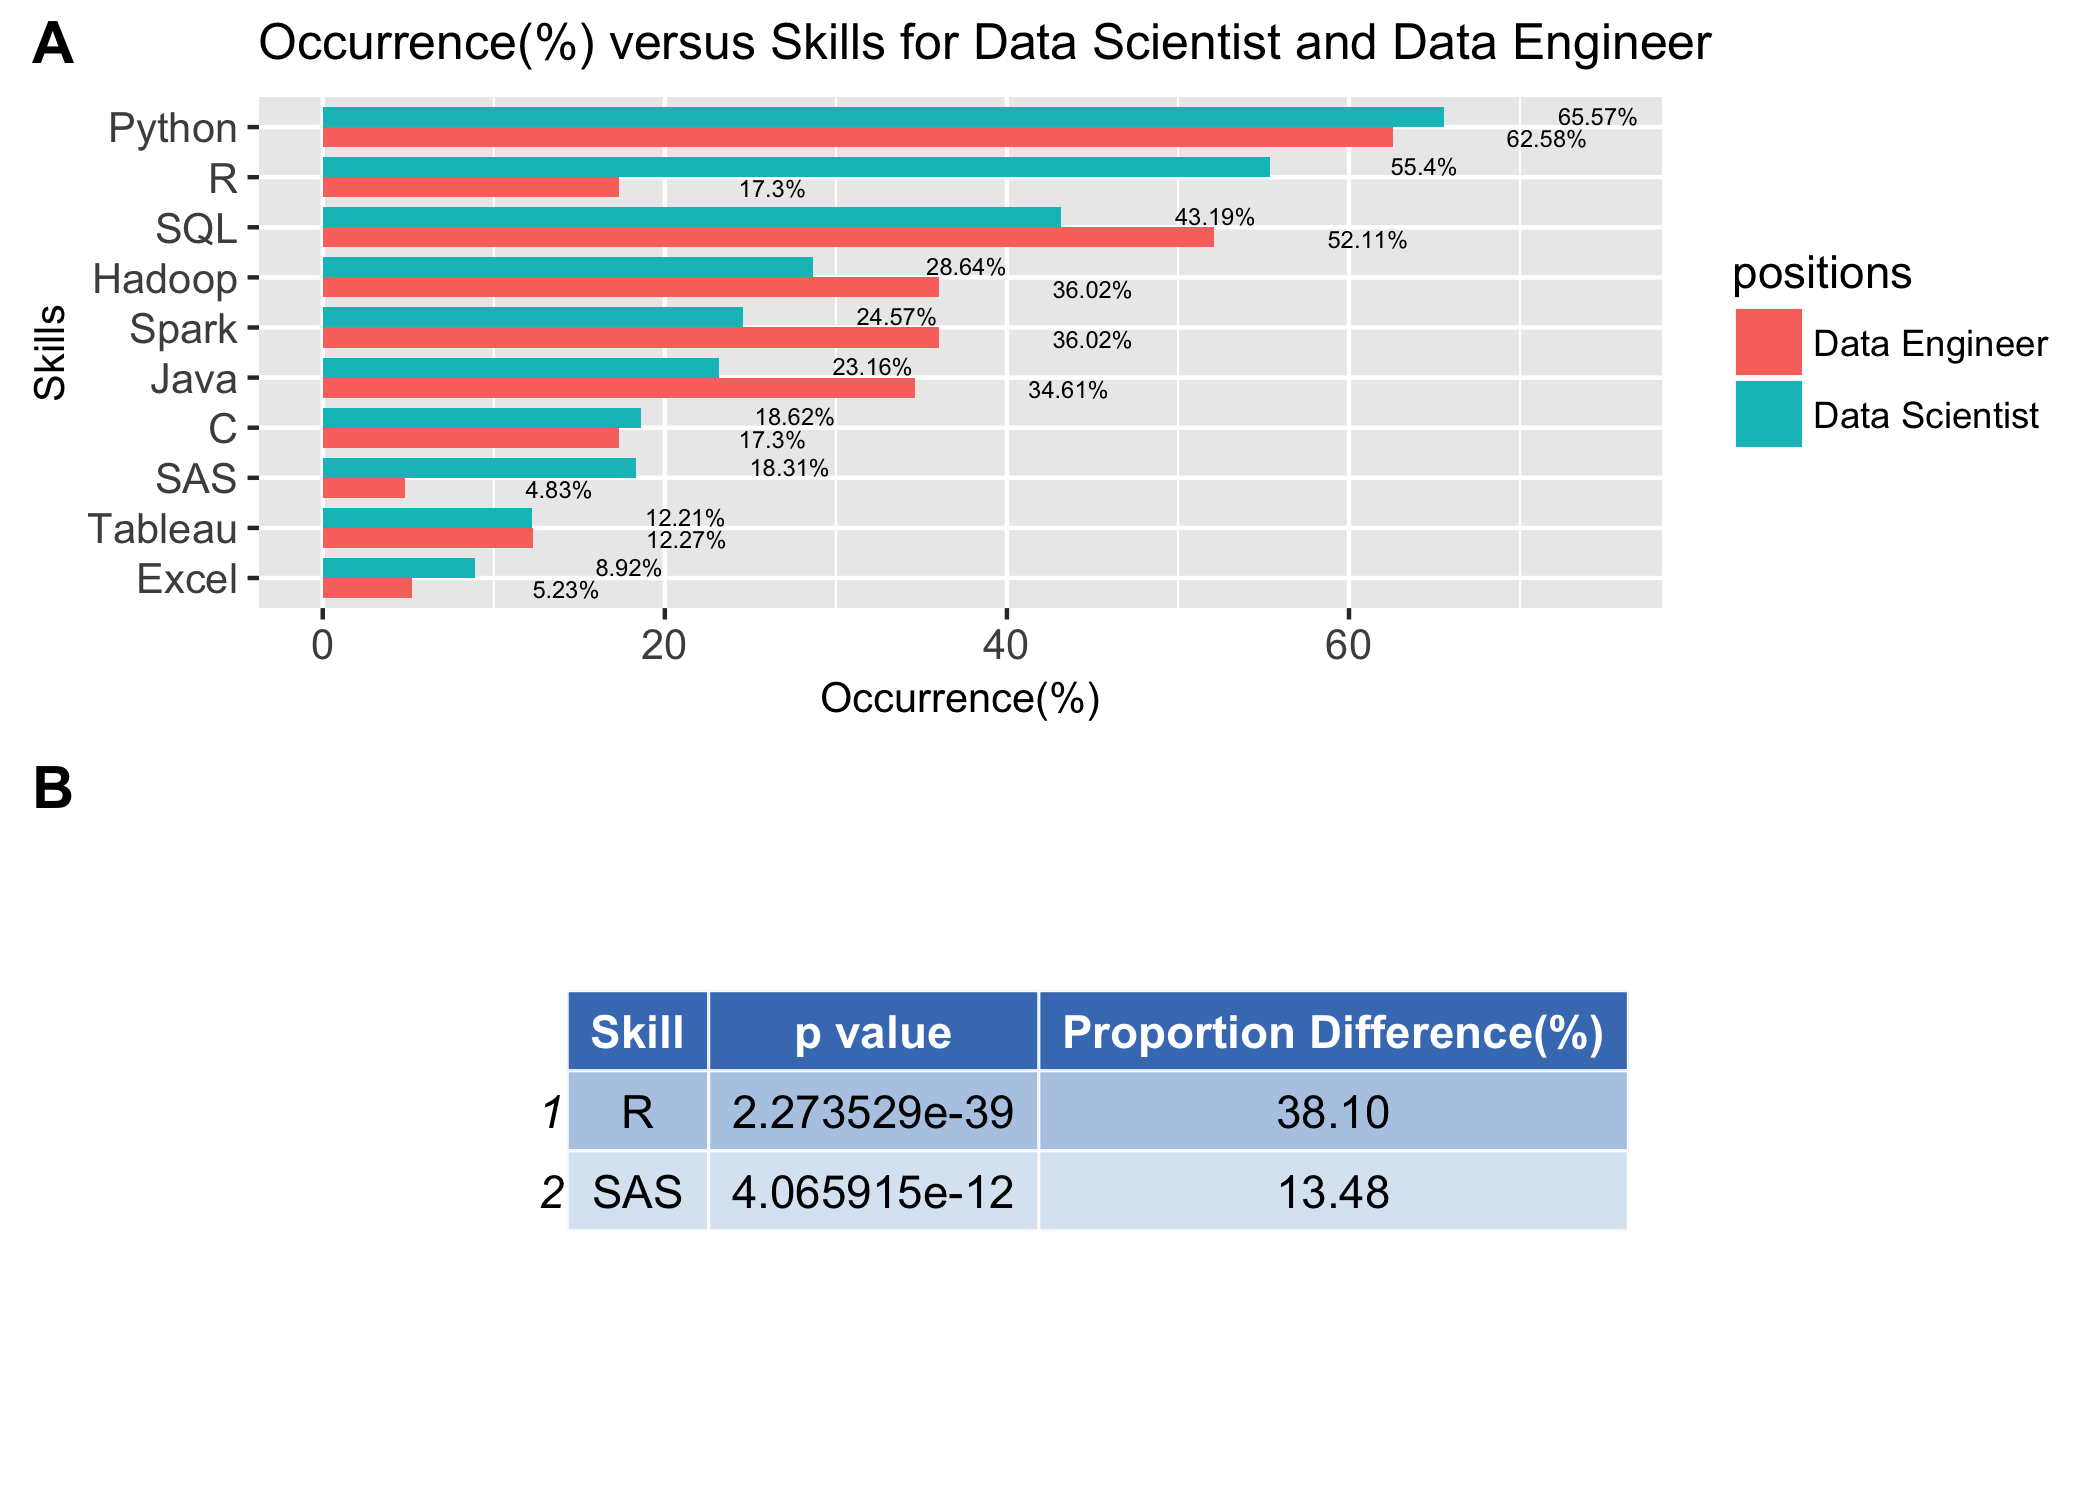 A
Occurrence(%) versus Skills for Data Scientist and Data Engineer
Skills
Python
65.57%
62.58%
R
55.4%
17.3%
SQL
43.19%
52.11%
Hadoop
28.64%
36.02%
Spark
24.57%
36.02%
Java
23.16%
34.61%
C
18.62%
17.3%
SAS
18.31%
4.83%
Tableau
12.21%
12.27%
Excel
8.92%
5.23%
0 20 40 60
Occurrence(%)
positions
Data Engineer
Data Scientist
B
Skill p value Proportion Difference(%)
1 R 2.273529e-39 38.10
2 SAS 4.065915e-12 13.48